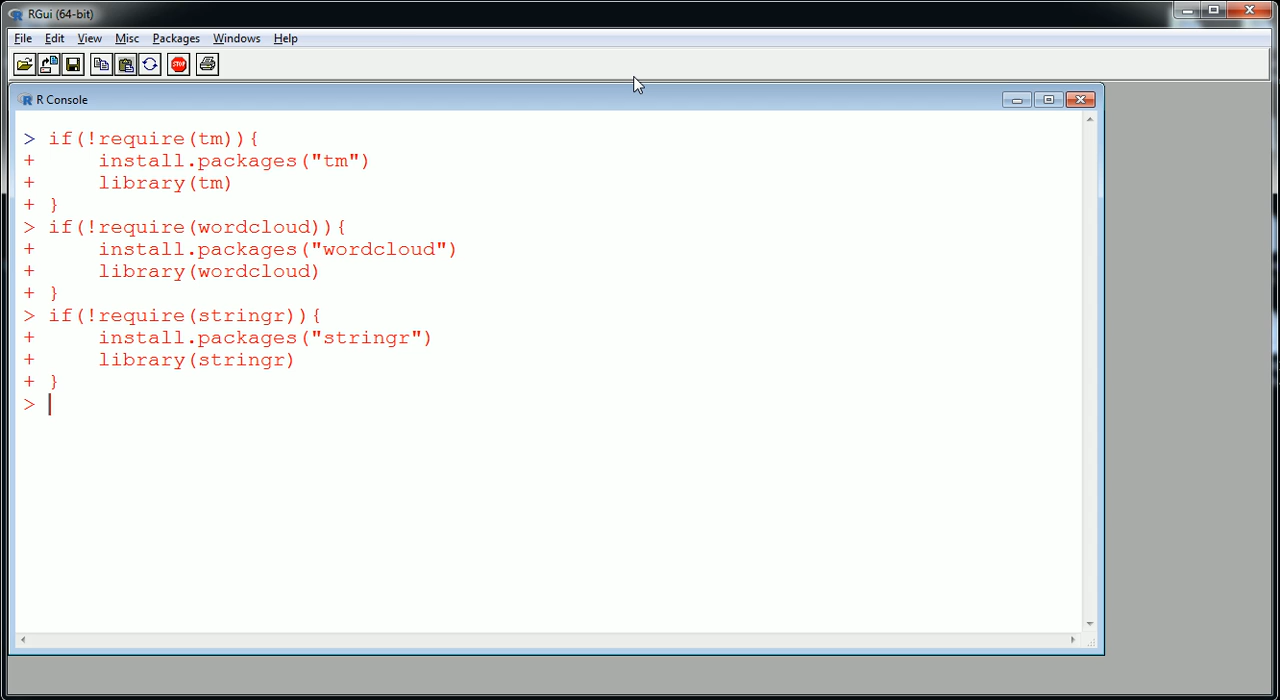 RGui (64-bit)
File Edit View Misc Packages Windows Help
STOP
R Console
> if(!require(tm)){
+     install.packages("tm")
+     library(tm)
+ }
> if(!require(wordcloud)){
+     install.packages("wordcloud")
+     library(wordcloud)
+ }
> if(!require(stringr)){
+     install.packages("stringr")
+     library(stringr)
+ }
>